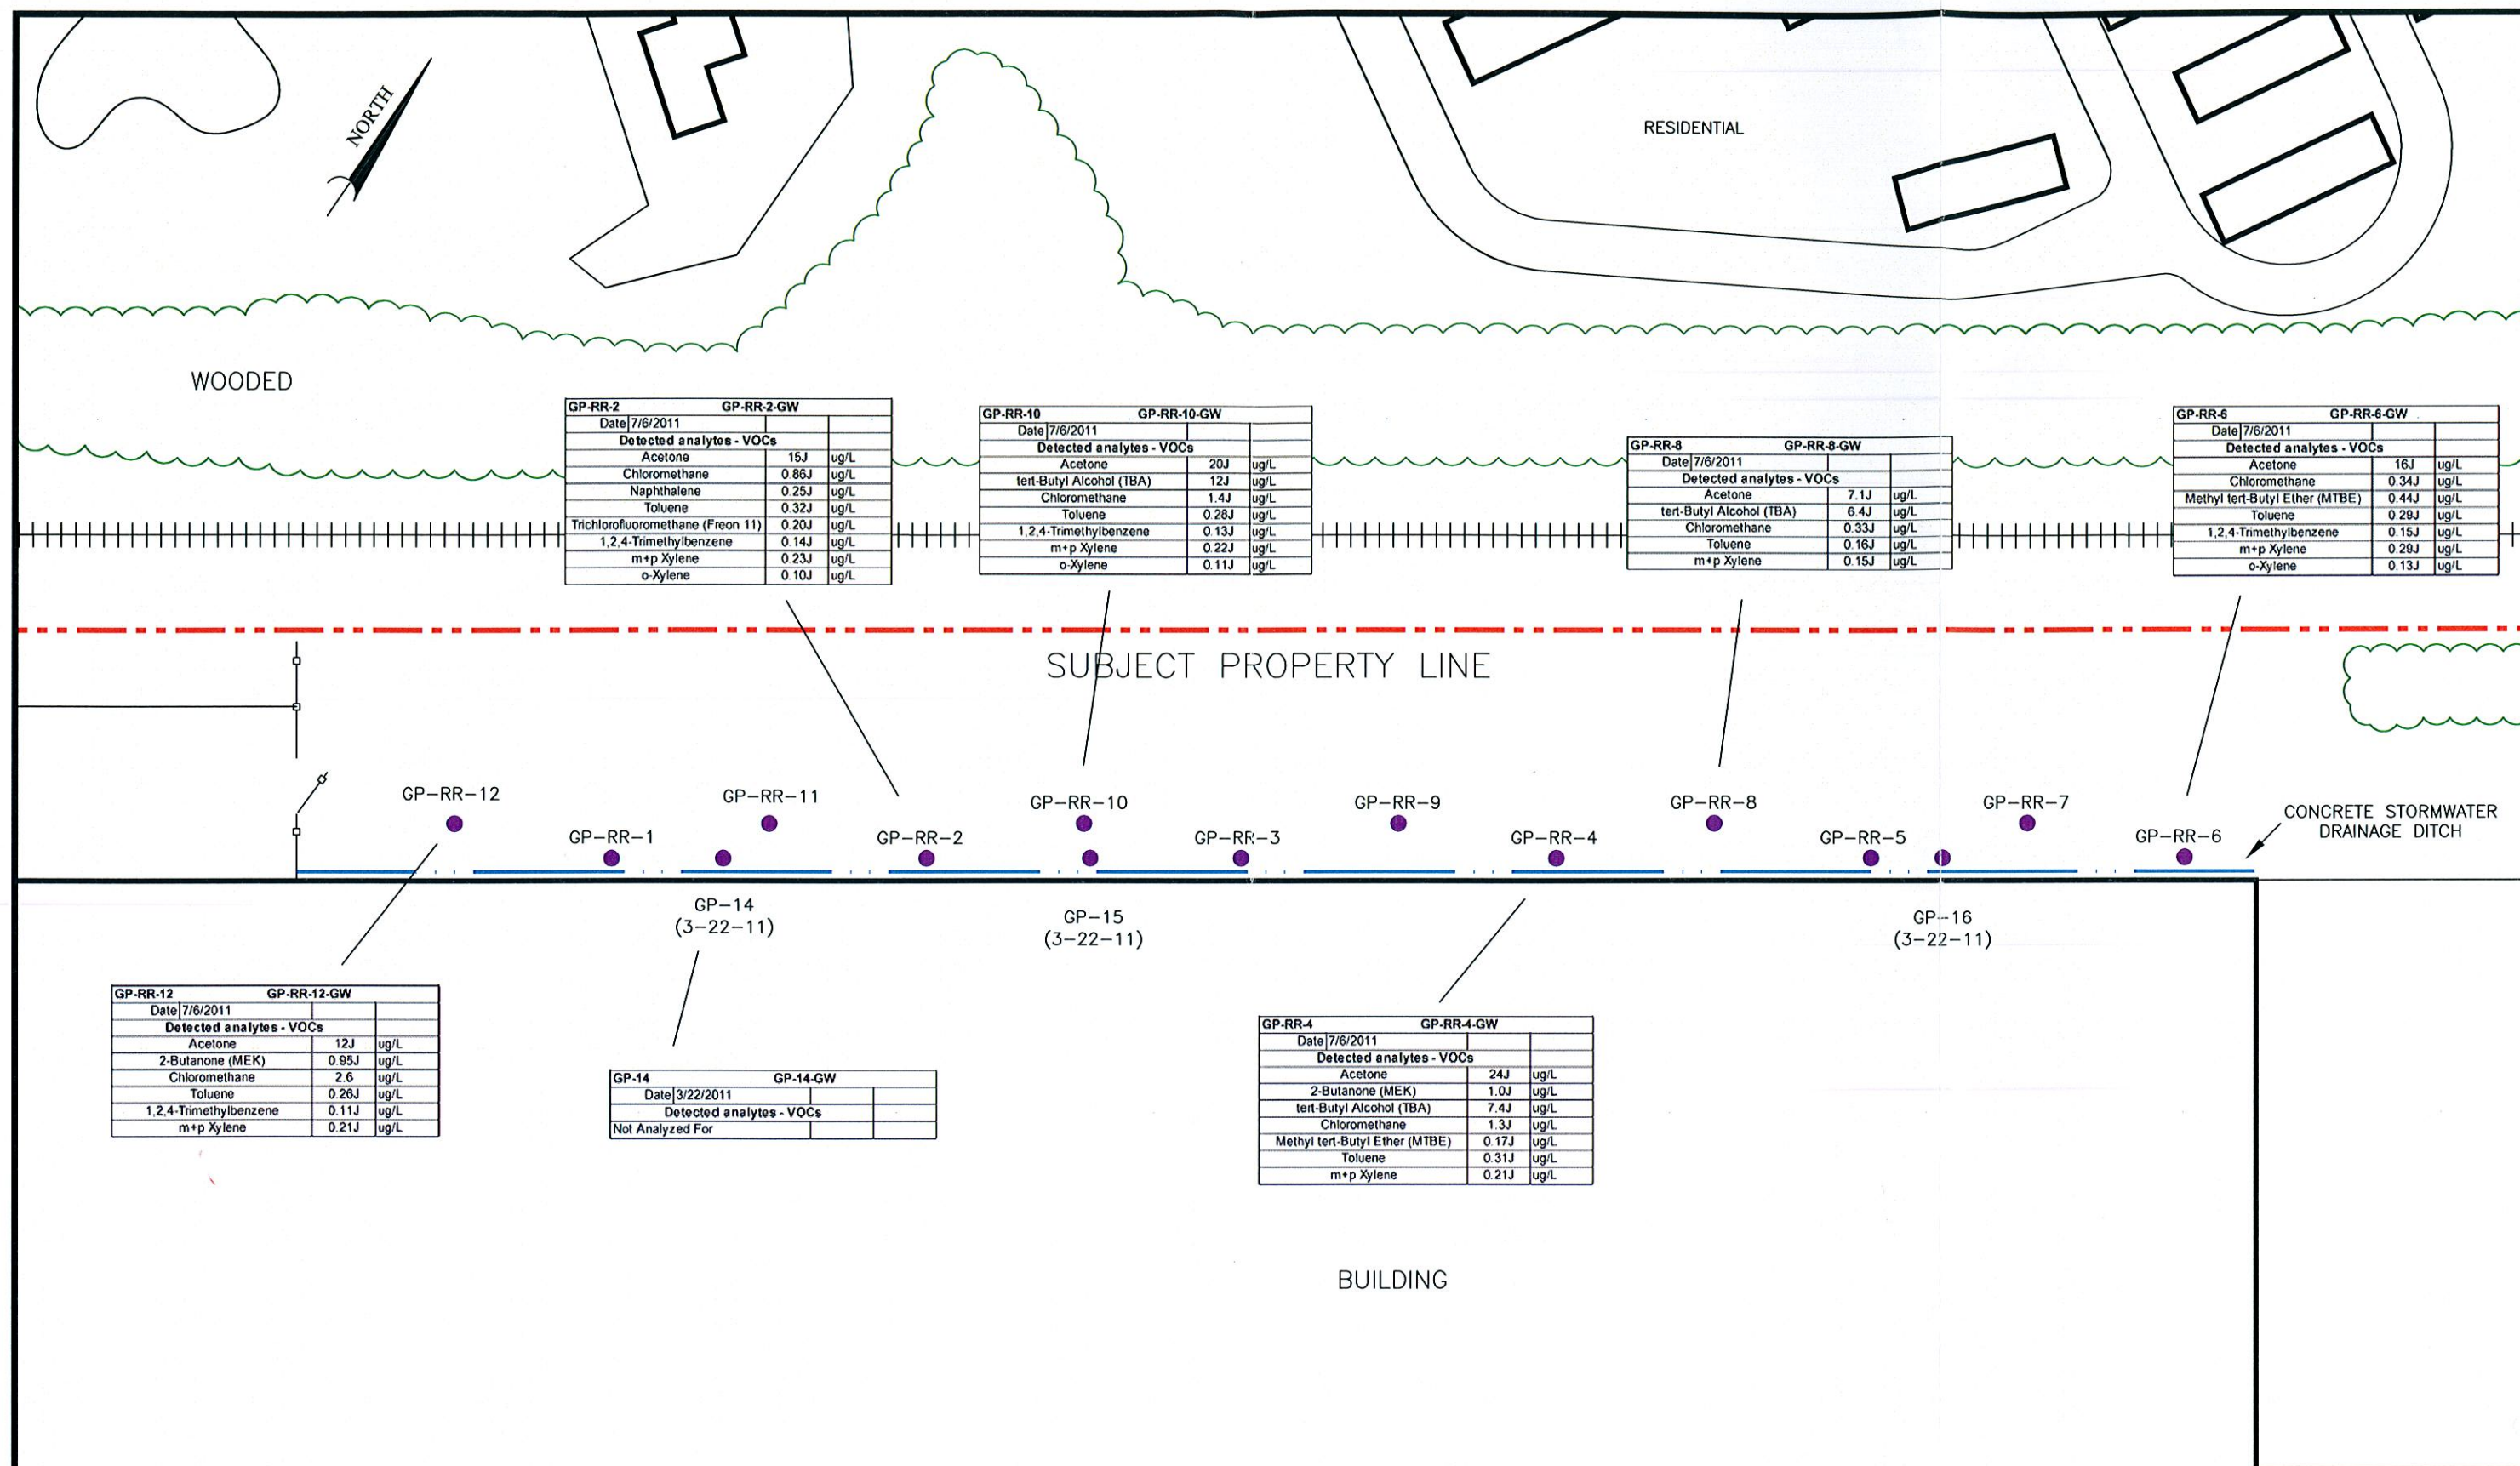 NORTH
RESIDENTIAL
WOODED
GP-RR-2 GP-RR-2-GW
Date 7/6/2011
Detected analytes - VOCs
Acetone 15J ug/L
Chloromethane 0.86J ug/L
Naphthalene 0.25J ug/L
Toluene 0.32J ug/L
Trichlorofluoromethane (Freon 11) 0.20J ug/L
1,2,4-Trimethylbenzene 0.14J ug/L
m+p Xylene 0.23J ug/L
o-Xylene 0.10J ug/L
GP-RR-10 GP-RR-10-GW
Date 7/6/2011
Detected analytes - VOCs
Acetone 20J ug/L
tert-Butyl Alcohol (TBA) 12J ug/L
Chloromethane 1.4J ug/L
Toluene 0.28J ug/L
1,2,4-Trimethylbenzene 0.13J ug/L
m+p Xylene 0.22J ug/L
o-Xylene 0.11J ug/L
GP-RR-8 GP-RR-8-GW
Date 7/6/2011
Detected analytes - VOCs
Acetone 7.1J ug/L
tert-Butyl Alcohol (TBA) 6.4J ug/L
Chloromethane 0.33J ug/L
Toluene 0.16J ug/L
m+p Xylene 0.15J ug/L
GP-RR-6 GP-RR-6-GW
Date 7/6/2011
Detected analytes - VOCs
Acetone 16J ug/L
Chloromethane 0.34J ug/L
Methyl tert-Butyl Ether (MTBE) 0.44J ug/L
Toluene 0.29J ug/L
1,2,4-Trimethylbenzene 0.15J ug/L
m+p Xylene 0.29J ug/L
o-Xylene 0.13J ug/L
SUBJECT PROPERTY LINE
GP-RR-12
GP-RR-11
GP-RR-10
GP-RR-9
GP-RR-8
GP-RR-7
CONCRETE STORMWATER
DRAINAGE DITCH
GP-RR-1
GP-RR-2
GP-RR-3
GP-RR-4
GP-RR-5
GP-RR-6
GP-14
(3-22-11)
GP-15
(3-22-11)
GP-16
(3-22-11)
GP-RR-12 GP-RR-12-GW
Date 7/6/2011
Detected analytes - VOCs
Acetone 12J ug/L
2-Butanone (MEK) 0.95J ug/L
Chloromethane 2.6 ug/L
Toluene 0.26J ug/L
1,2,4-Trimethylbenzene 0.11J ug/L
m+p Xylene 0.21J ug/L
GP-14 GP-14-GW
Date 3/22/2011
Detected analytes - VOCs
Not Analyzed For
GP-RR-4 GP-RR-4-GW
Date 7/6/2011
Detected analytes - VOCs
Acetone 24J ug/L
2-Butanone (MEK) 1.0J ug/L
tert-Butyl Alcohol (TBA) 7.4J ug/L
Chloromethane 1.3J ug/L
Methyl tert-Butyl Ether (MTBE) 0.17J ug/L
Toluene 0.31J ug/L
m+p Xylene 0.21J ug/L
BUILDING